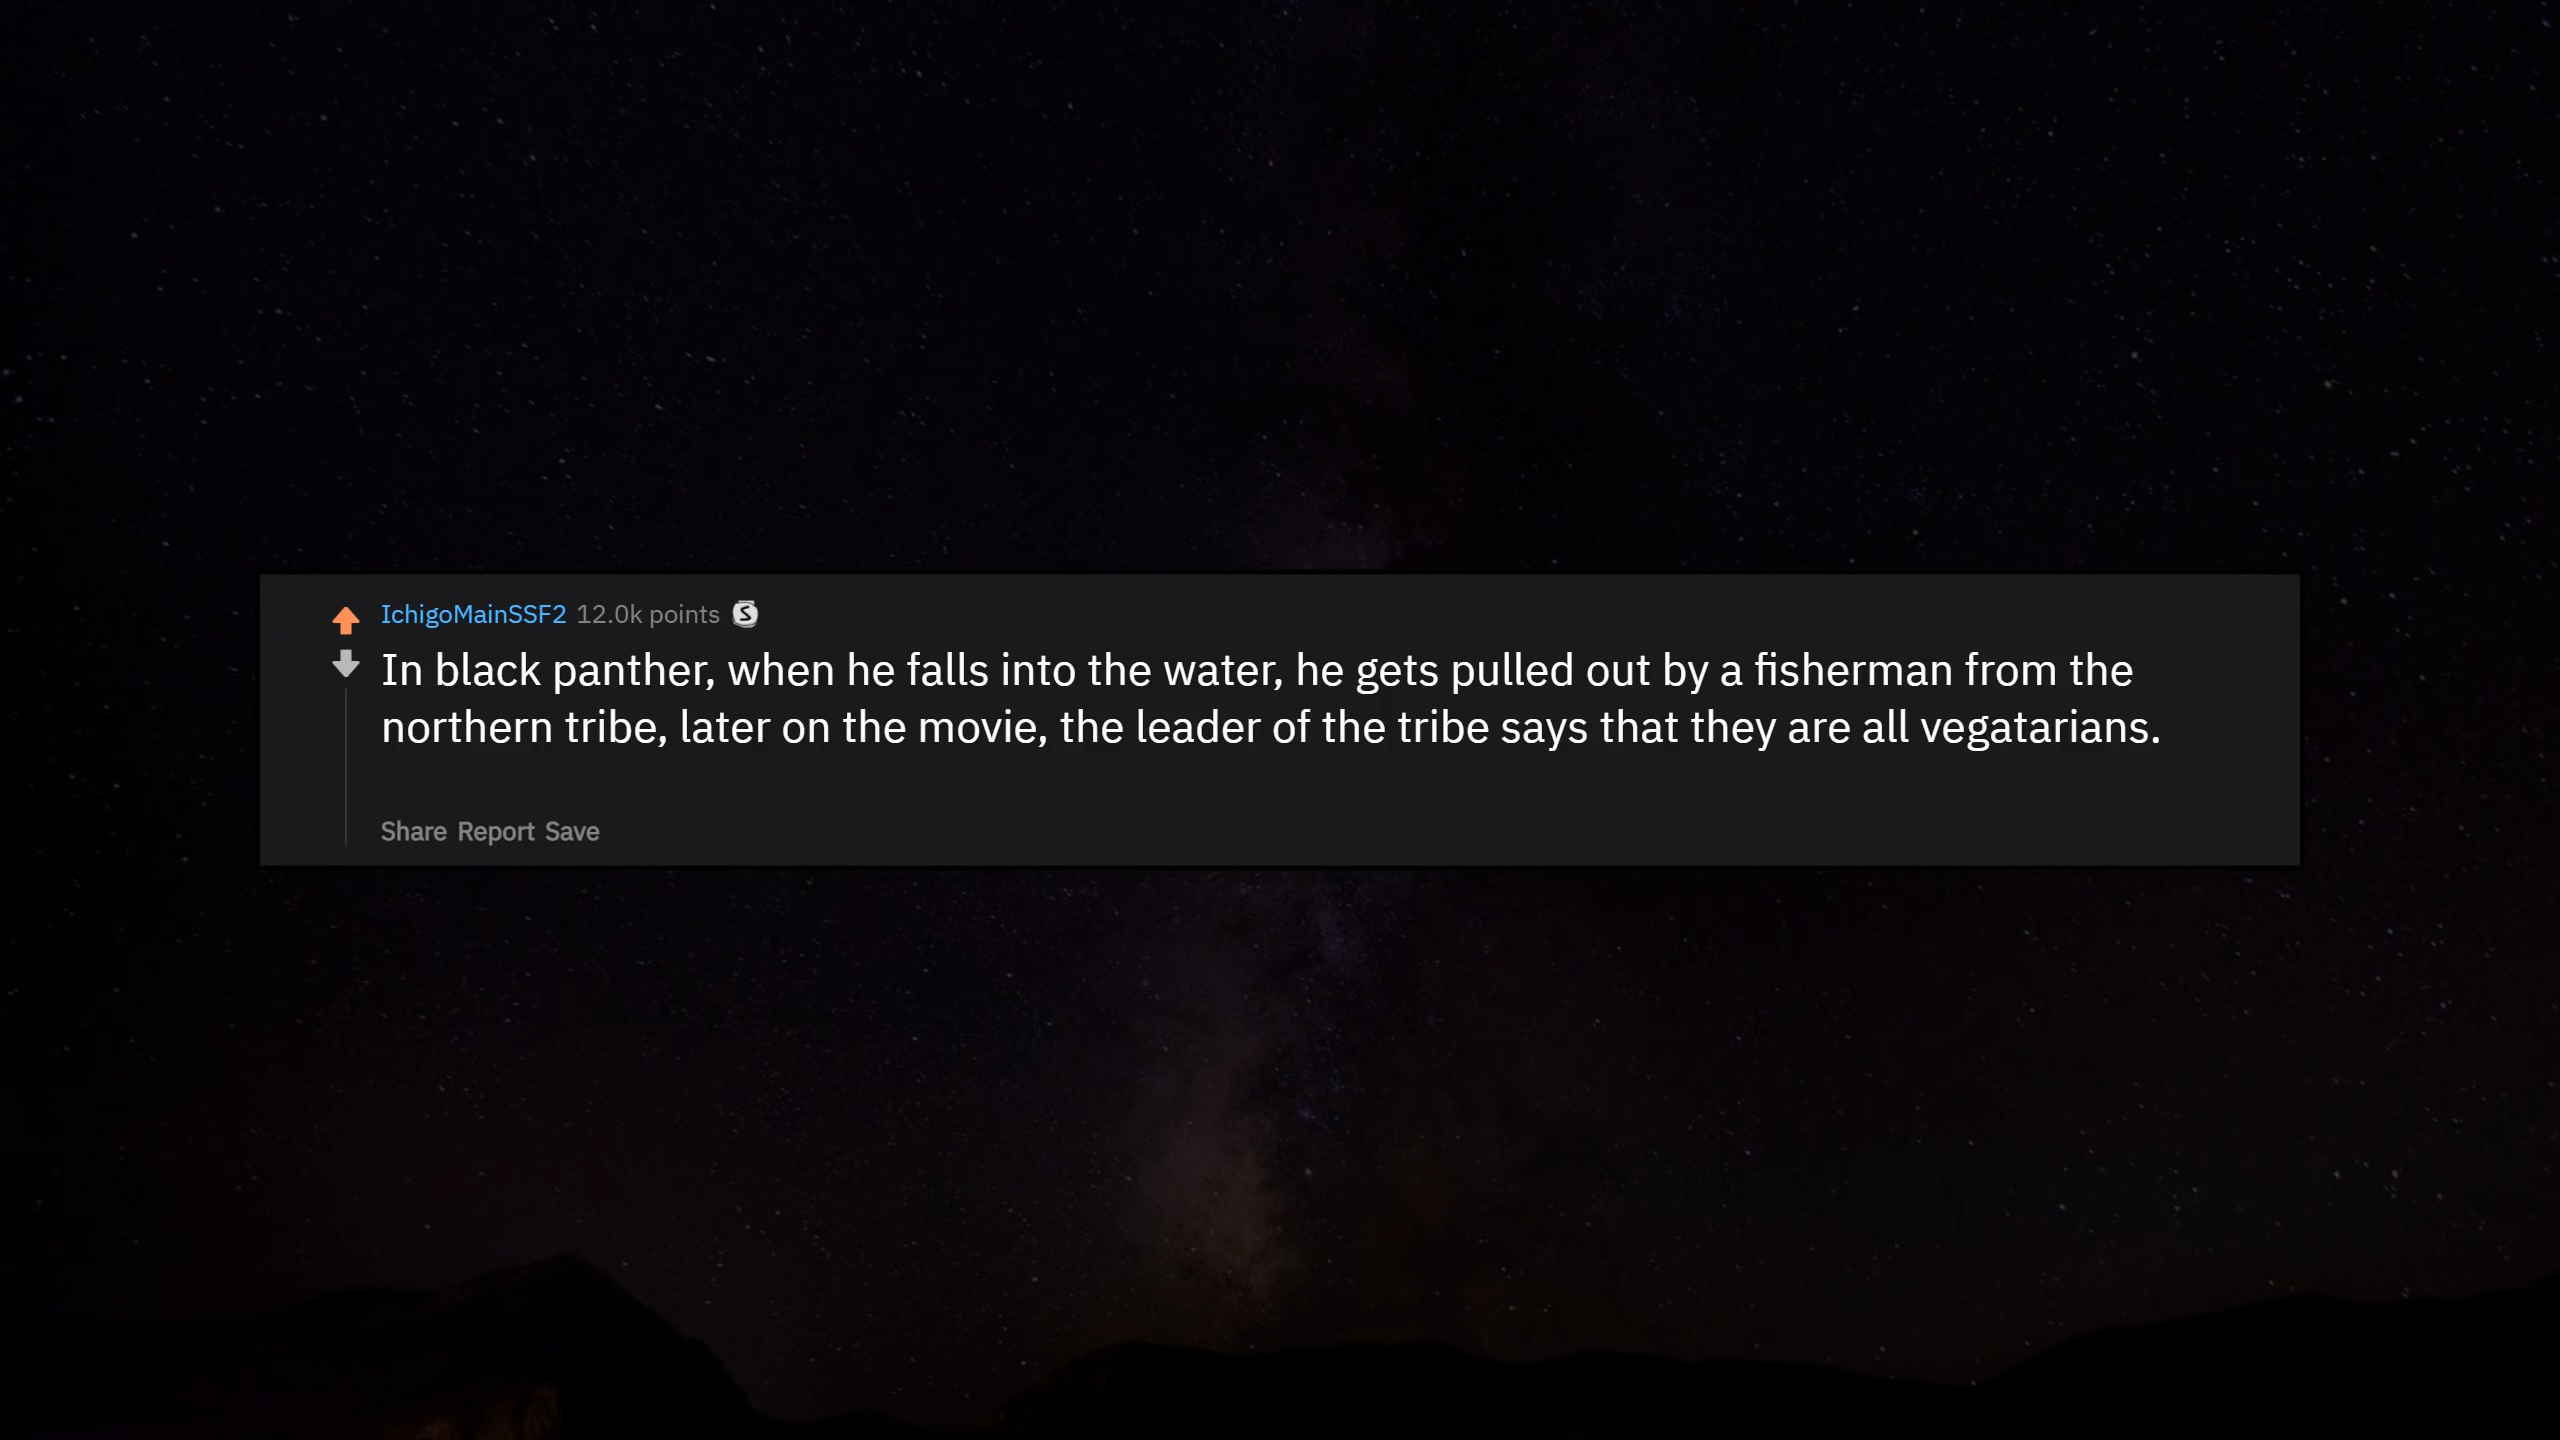 IchigoMainSSF2 12.0k points S
In black panther, when he falls into the water, he gets pulled out by a fisherman from the
northern tribe, later on the movie, the leader of the tribe says that they are all vegatarians.
Share Report Save